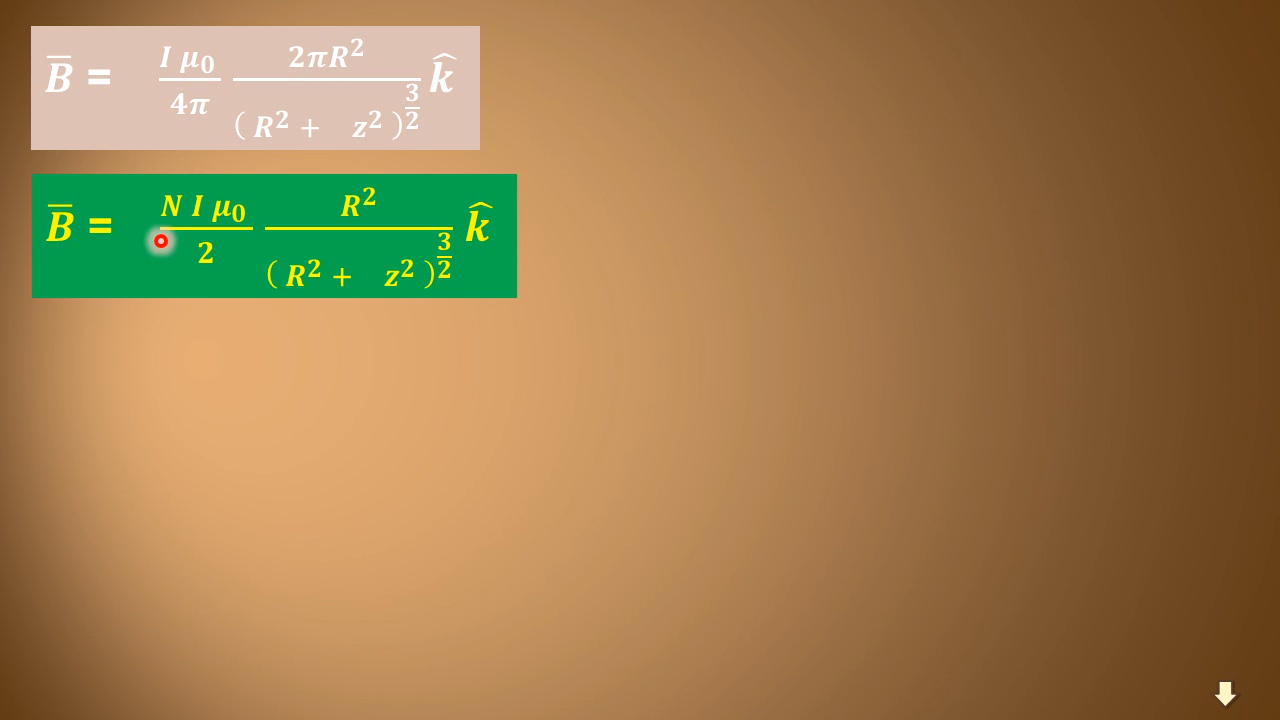 B̅ = I μ₀ / 4π 2πR² / ( R² + z² )^(3/2) k̂
B̅ = N I μ₀ / 2 R² / ( R² + z² )^(3/2) k̂